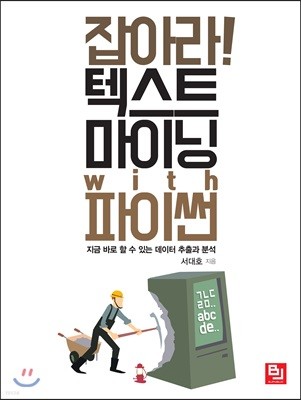 잡아라!
텍스트
마이닝
with
파이썬
지금 바로 할 수 있는 데이터 추출과 분석
서대호 지음
abc
de..
BJ